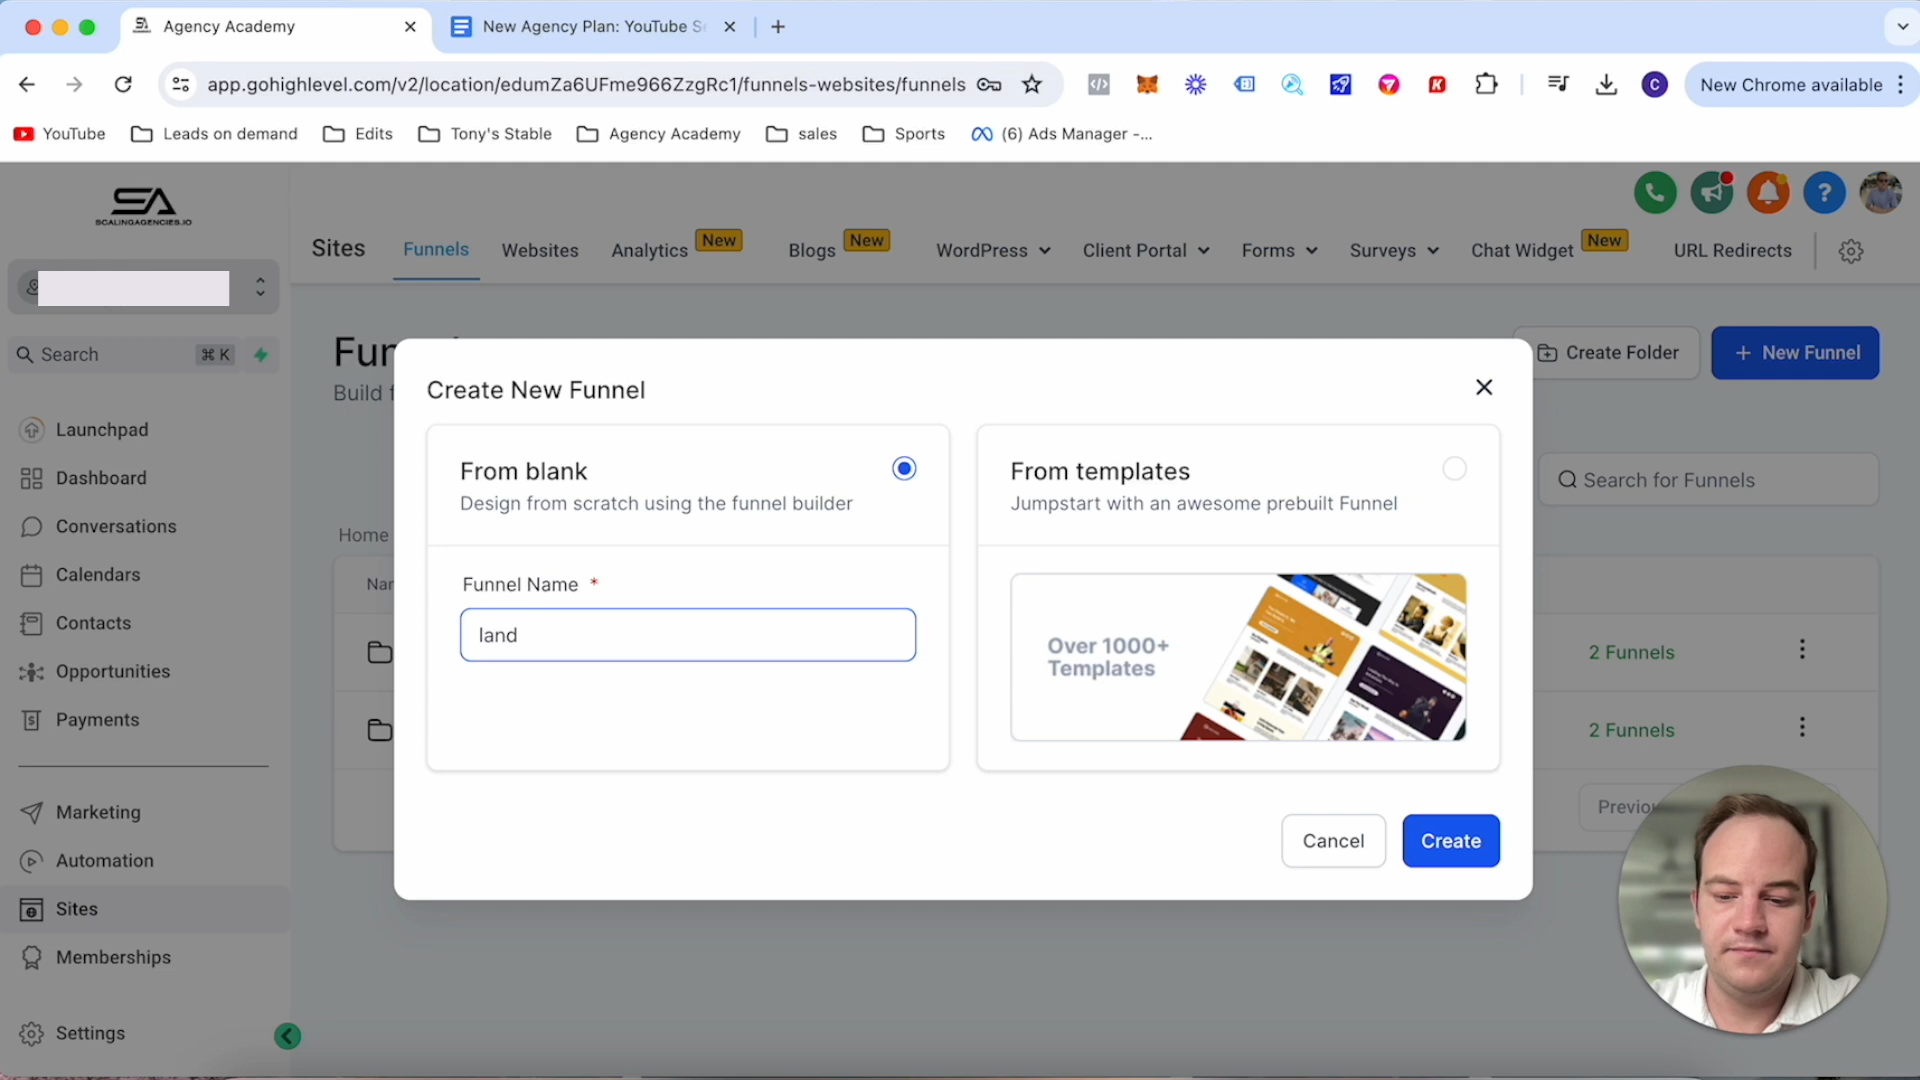 Agency Academy
New Agency Plan: YouTube S
app.gohighlevel.com/v2/location/edumZa6UFme966ZzgRc1/funnels-websites/funnels
New Chrome available
YouTube
Leads on demand
Edits
Tony's Stable
Agency Academy
sales
Sports
(6) Ads Manager -...
SA
SCALINGAGENCIES.IO
Search
⌘ K
Launchpad
Dashboard
Conversations
Calendars
Contacts
Opportunities
Payments
Marketing
Automation
Sites
Memberships
Settings
Sites
Funnels
Websites
Analytics
New
Blogs
New
WordPress
Client Portal
Forms
Surveys
Chat Widget
New
URL Redirects
Build
Create Folder
+ New Funnel
Search for Funnels
Home
2 Funnels
2 Funnels
Create New Funnel
From blank
Design from scratch using the funnel builder
Funnel Name *
land
From templates
Jumpstart with an awesome prebuilt Funnel
Over 1000+
Templates
Cancel
Create